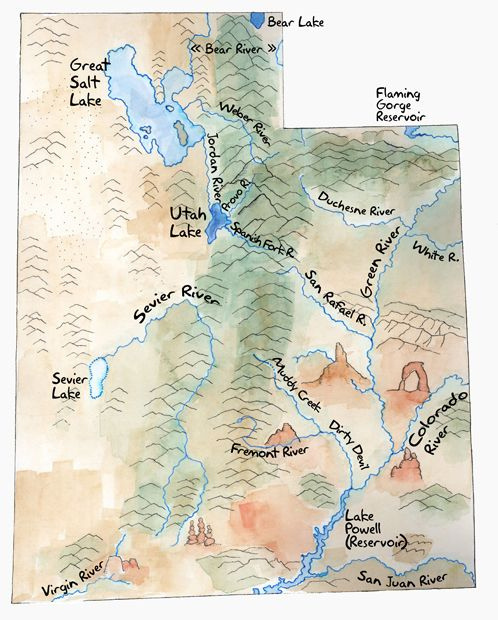 Bear Lake
« Bear River »
Great
Salt
Lake
Flaming
Gorge
Reservoir
Weber River
Jordan River
Provo R.
Utah
Lake
Spanish Fork R.
Duchesne River
Green River
White R.
San Rafael R.
Sevier River
Sevier
Lake
Muddy Creek
Dirty Devil
Fremont River
Colorado
River
Lake
Powell
(Reservoir)
Virgin River
San Juan River